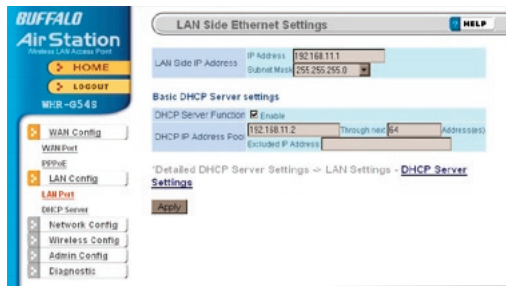 BUFFALO
AirStation
Wireless LAN Access Point
HOME
LOGOUT
WHR-G54S
WAN Config
WAN Port
PPPoE
LAN Config
LAN Port
DHCP Server
Network Config
Wireless Config
Admin Config
Diagnostic
LAN Side Ethernet Settings
HELP
LAN Side IP Address
IP Address 192.168.11.1
Subnet Mask 255.255.255.0
Basic DHCP Server settings
DHCP Server Function Enable
DHCP IP Address Pool
192.168.11.2 Through next 64 Address(es)
Excluded IP Address
*Detailed DHCP Server Settings -> LAN Settings - DHCP Server
Settings
Apply